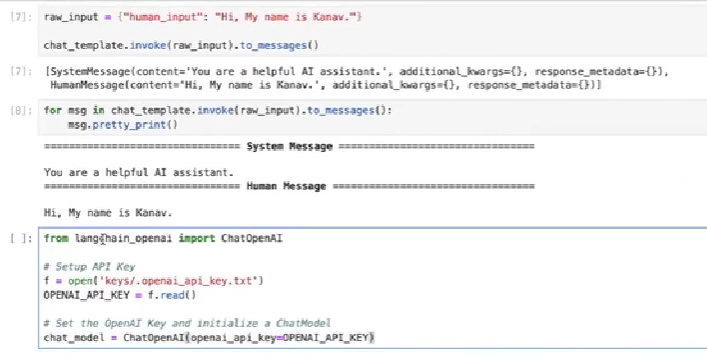 [7]: raw_input = {"human_input": "Hi, My name is Kanav."}
chat_template.invoke(raw_input).to_messages()
[7]: [SystemMessage(content='You are a helpful AI assistant.', additional_kwargs={}, response_metadata={}),
HumanMessage(content='Hi, My name is Kanav.', additional_kwargs={}, response_metadata={})]
[8]: for msg in chat_template.invoke(raw_input).to_messages():
msg.pretty_print()
================================ System Message ================================
You are a helpful AI assistant.
================================ Human Message =================================
Hi, My name is Kanav.
[ ]: from langchain_openai import ChatOpenAI
# Setup API Key
f = open('keys/.openai_api_key.txt')
OPENAI_API_KEY = f.read()
# Set the OpenAI Key and initialize a ChatModel
chat_model = ChatOpenAI(openai_api_key=OPENAI_API_KEY)